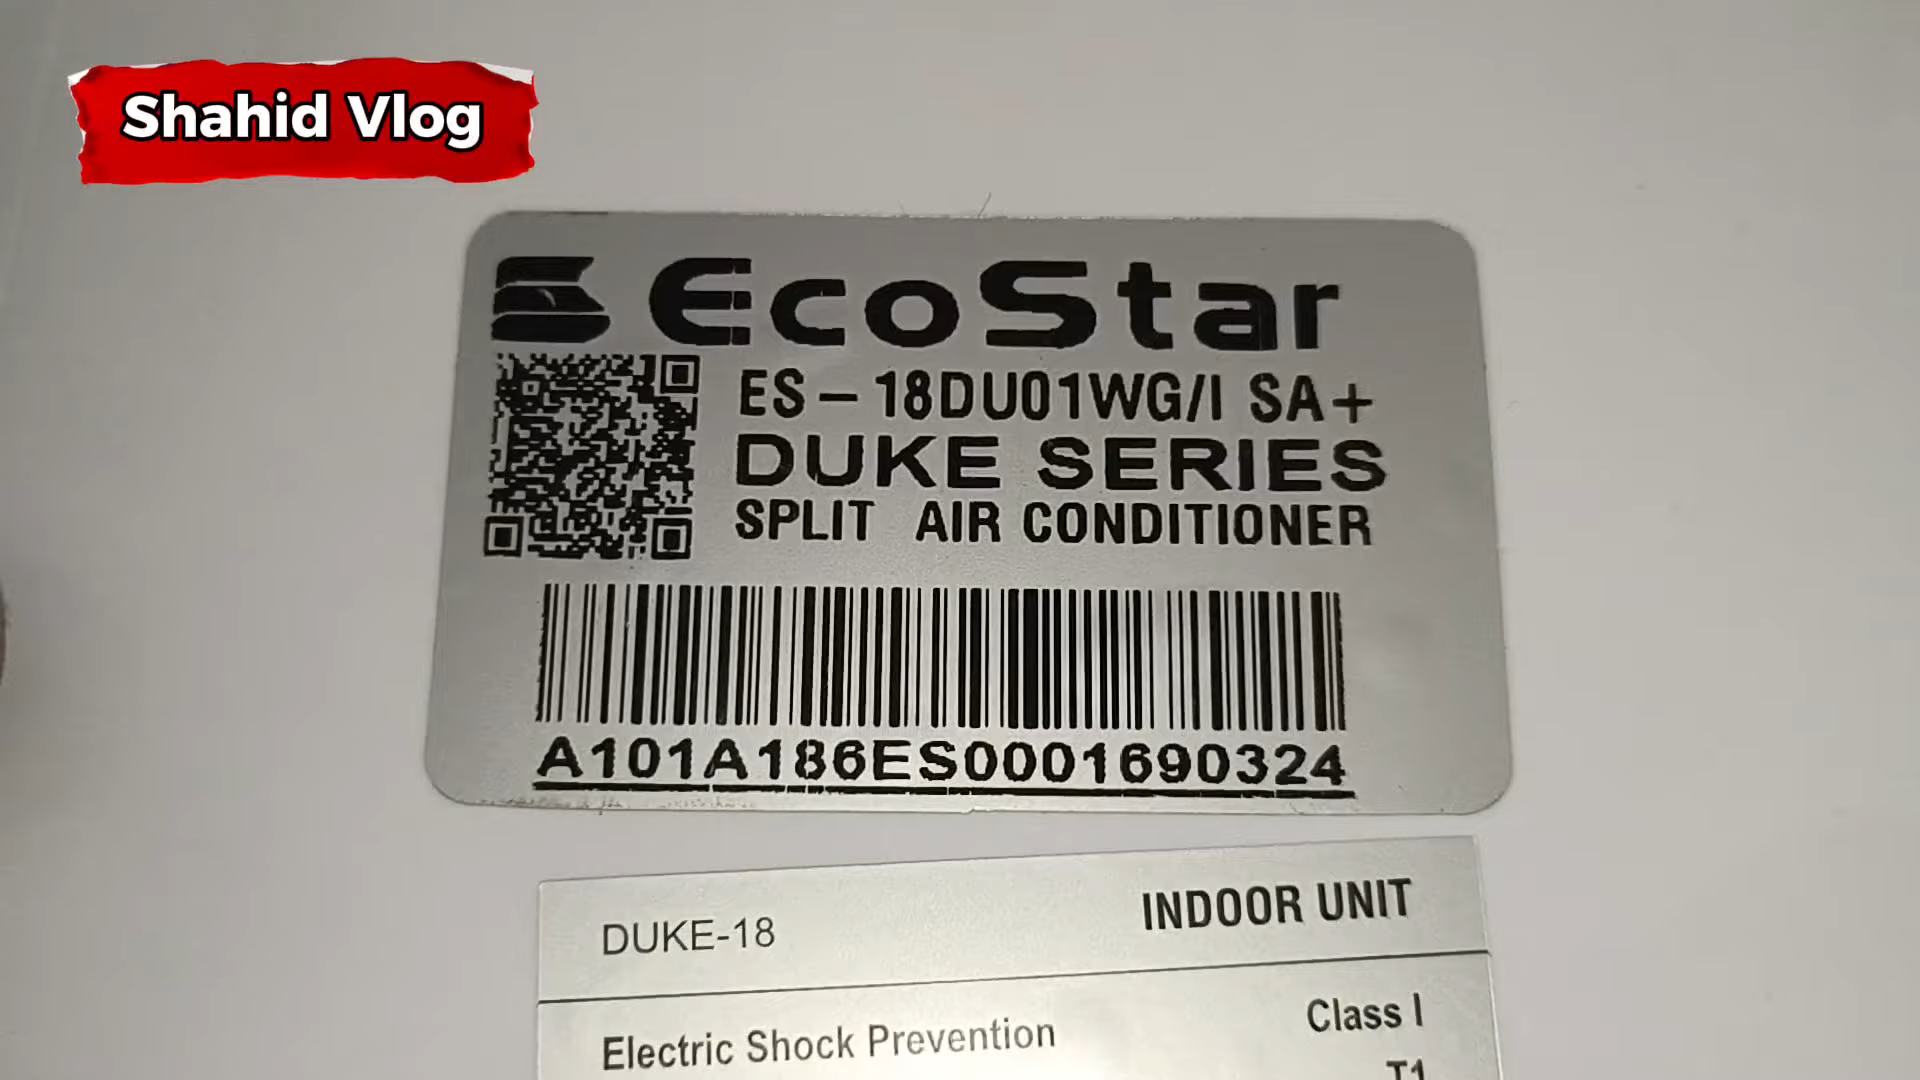 Shahid Vlog
EcoStar
ES-18DU01WG/I SA+
DUKE SERIES
SPLIT AIR CONDITIONER
A101A186ES0001690324
DUKE-18
INDOOR UNIT
Electric Shock Prevention
Class I
T1